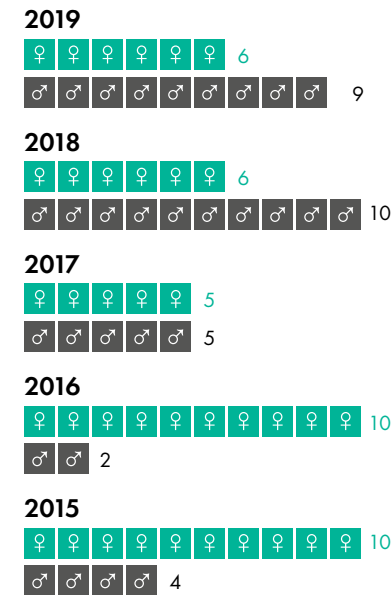 2019
♀ ♀ ♀ ♀ ♀ ♀ 6
♂ ♂ ♂ ♂ ♂ ♂ ♂ ♂ ♂ 9
2018
♀ ♀ ♀ ♀ ♀ ♀ 6
♂ ♂ ♂ ♂ ♂ ♂ ♂ ♂ ♂ ♂ 10
2017
♀ ♀ ♀ ♀ ♀ 5
♂ ♂ ♂ ♂ ♂ 5
2016
♀ ♀ ♀ ♀ ♀ ♀ ♀ ♀ ♀ ♀ 10
♂ ♂ 2
2015
♀ ♀ ♀ ♀ ♀ ♀ ♀ ♀ ♀ ♀ 10
♂ ♂ ♂ ♂ 4